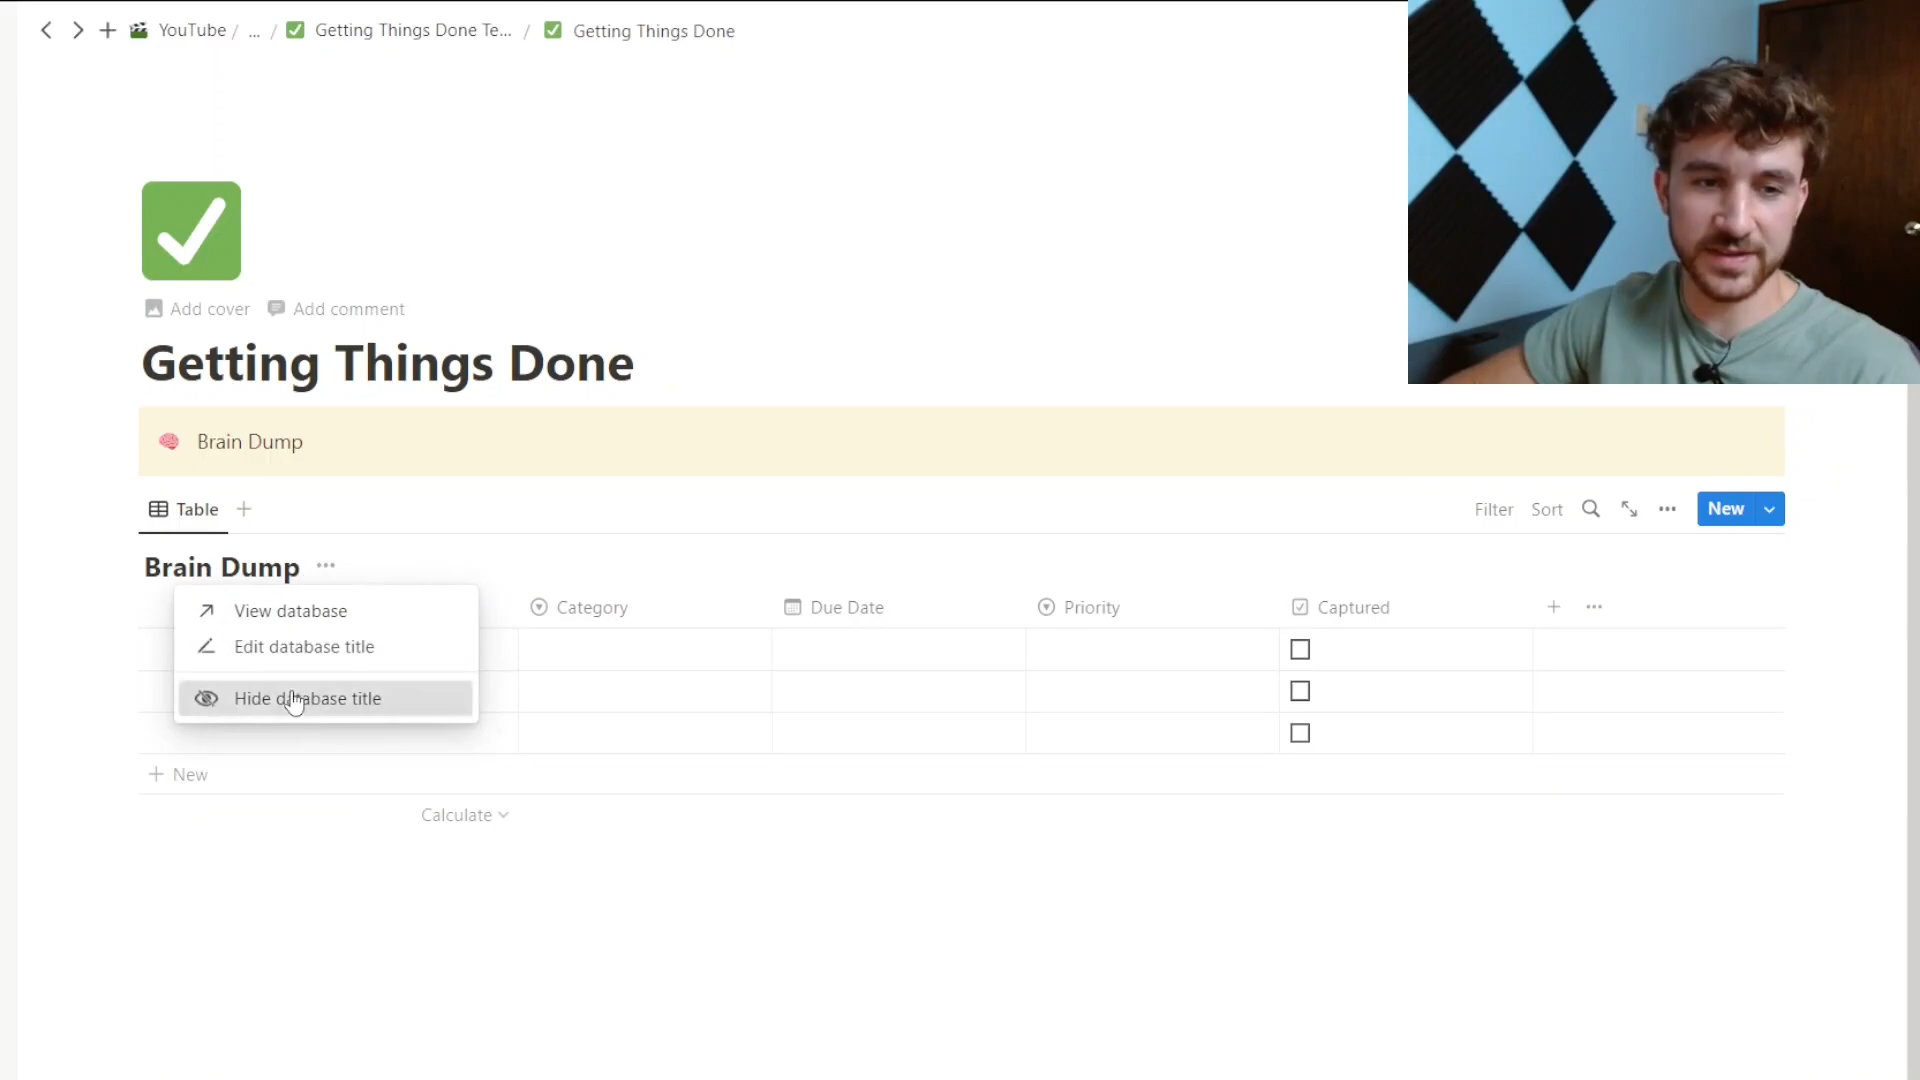 YouTube / ... / Getting Things Done Te... / Getting Things Done
Add cover Add comment
Getting Things Done
Brain Dump
Table
Filter Sort New
Brain Dump
View database
Edit database title
Hide database title
Category Due Date Priority Captured
New
Calculate